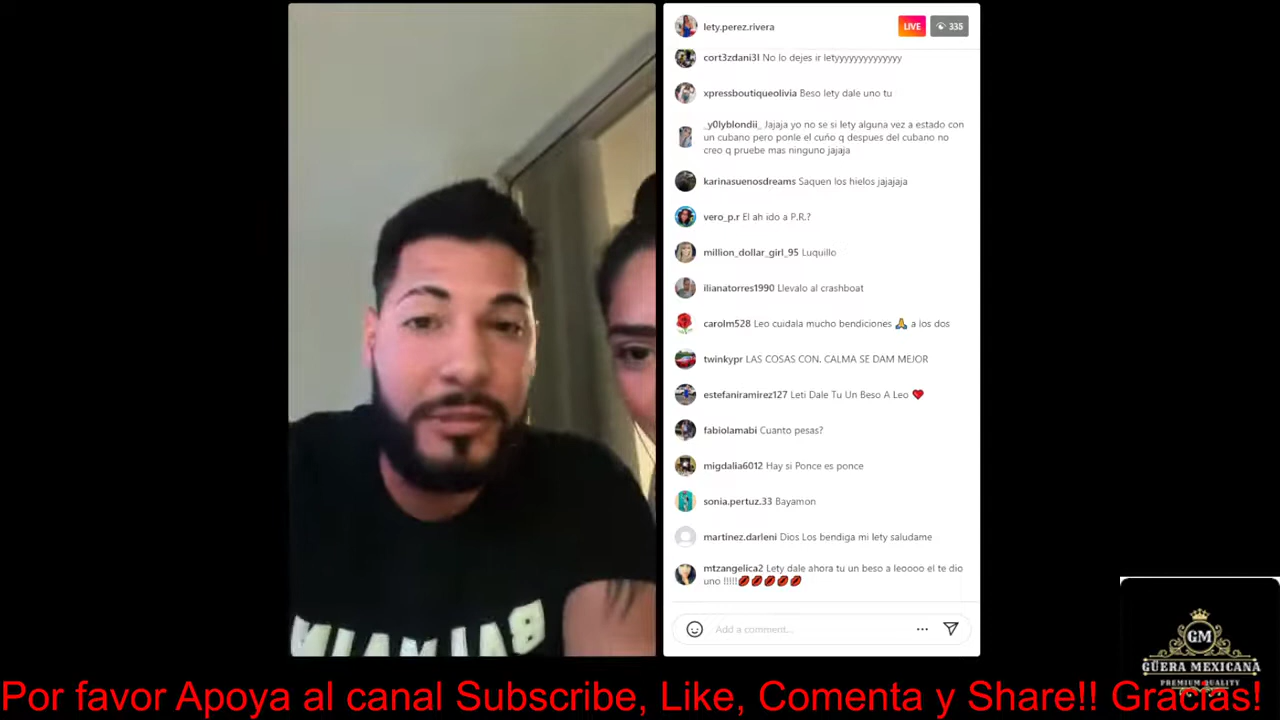 lety.perez.rivera
LIVE
335
cort3zdani3l No lo dejes ir letyyyyyyyyyyyyyy
xpressboutiqueolivia Beso lety dale uno tu
_y0lyblondii_ Jajaja yo no se si lety alguna vez a estado con
un cubano pero ponle el cuño q despues del cubano no
creo q pruebe mas ninguno jajaja
karinasuenosdreams Saquen los hielos jajajaja
vero_p.r El ah ido a P.R.?
million_dollar_girl_95 Luquillo
ilianatorres1990 Llevalo al crashboat
carolm528 Leo cuidala mucho bendiciones 🙏 a los dos
twinkypr LAS COSAS CON. CALMA SE DAM MEJOR
estefaniramirez127 Leti Dale Tu Un Beso A Leo ❤
fabiolamabi Cuanto pesas?
migdalia6012 Hay si Ponce es ponce
sonia.pertuz.33 Bayamon
martinez.darleni Dios Los bendiga mi lety saludame
mtzangelica2 Lety dale ahora tu un beso a leoooo el te dio
uno !!!!!💋💋💋💋💋
Add a comment...
GM
GÜERA MEXICANA
PREMIUM QUALITY
Por favor Apoya al canal Subscribe, Like, Comenta y Share!! Gracias!